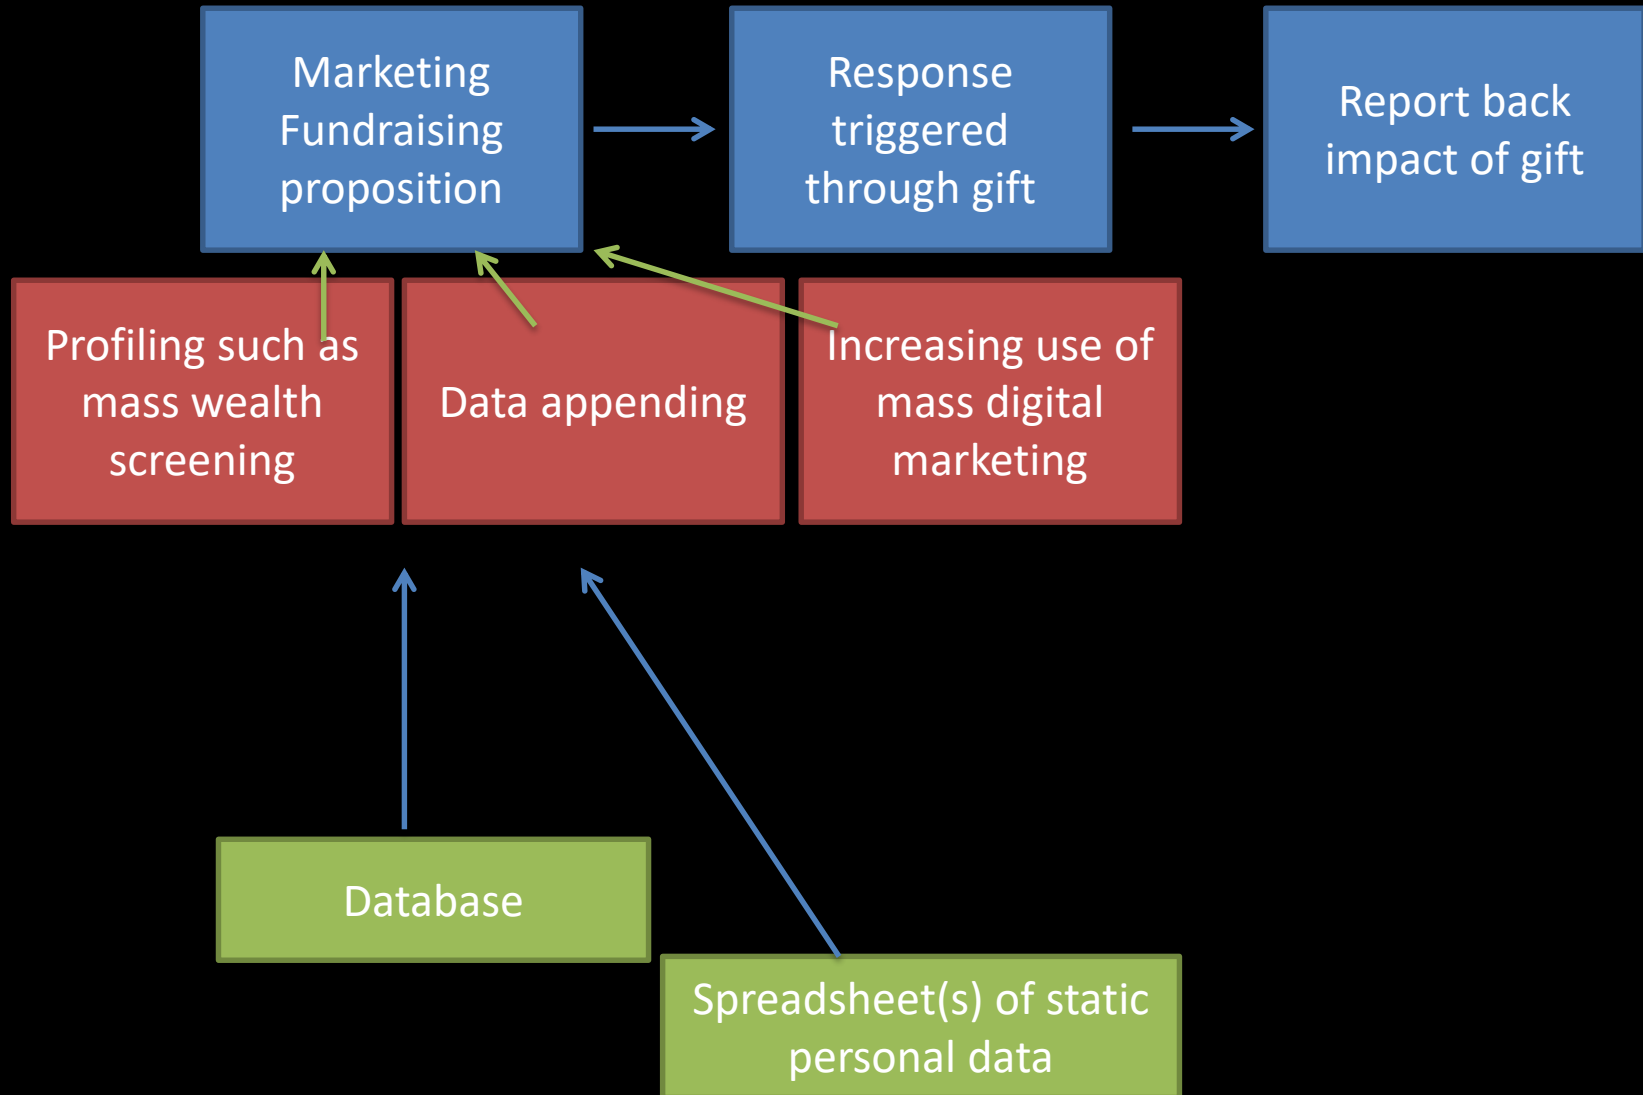 Marketing
Fundraising
proposition
Response
triggered
through gift
Report back
impact of gift
Profiling such as
mass wealth
screening
Data appending
Increasing use of
mass digital
marketing
Database
Spreadsheet(s) of static
personal data